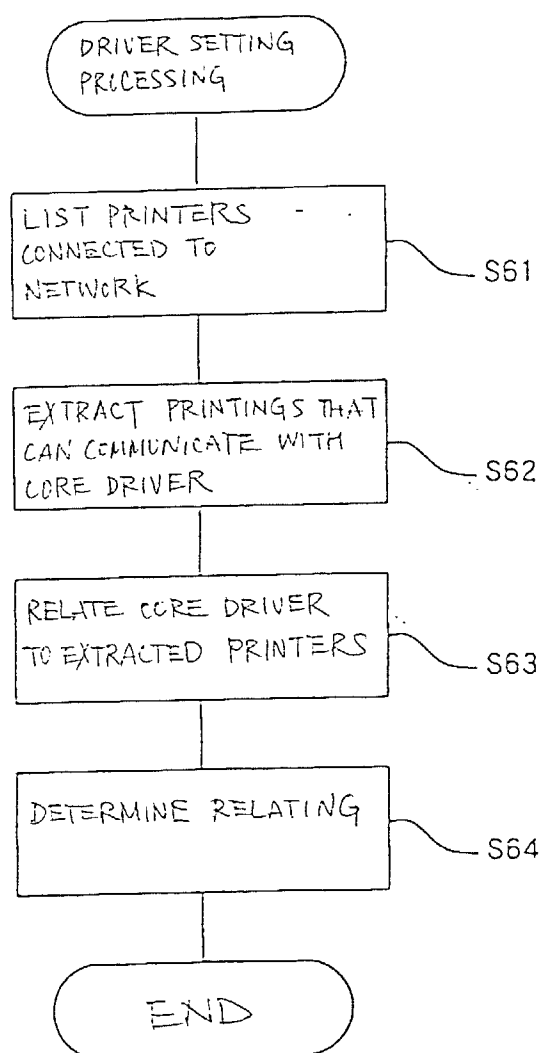 DRIVER SETTING
PROCESSING
LIST PRINTERS
CONNECTED TO
NETWORK
S61
EXTRACT PRINTINGS THAT
CAN COMMUNICATE WITH
CORE DRIVER
S62
RELATE CORE DRIVER
TO EXTRACTED PRINTERS
S63
DETERMINE RELATING
S64
END